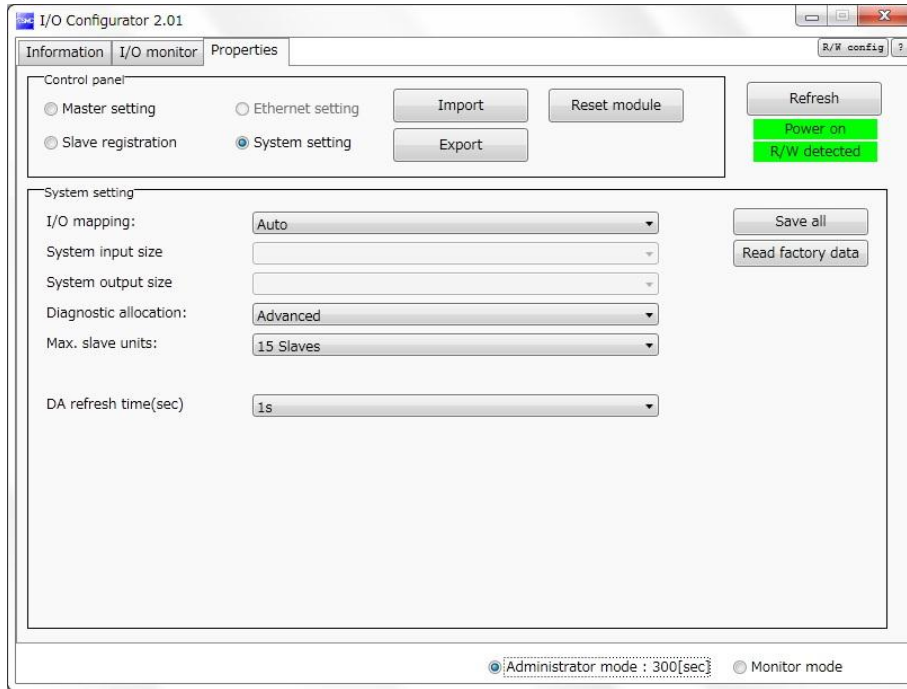 SMC I/O Configurator 2.01
Information I/O monitor Properties R/W config ?
Control panel
Master setting Ethernet setting Import Reset module Refresh
Power on
Slave registration System setting Export
R/W detected
System setting
I/O mapping: Auto Save all
System input size Read factory data
System output size
Diagnostic allocation: Advanced
Max. slave units: 15 Slaves
DA refresh time(sec) 1s
Administrator mode : 300[sec] Monitor mode